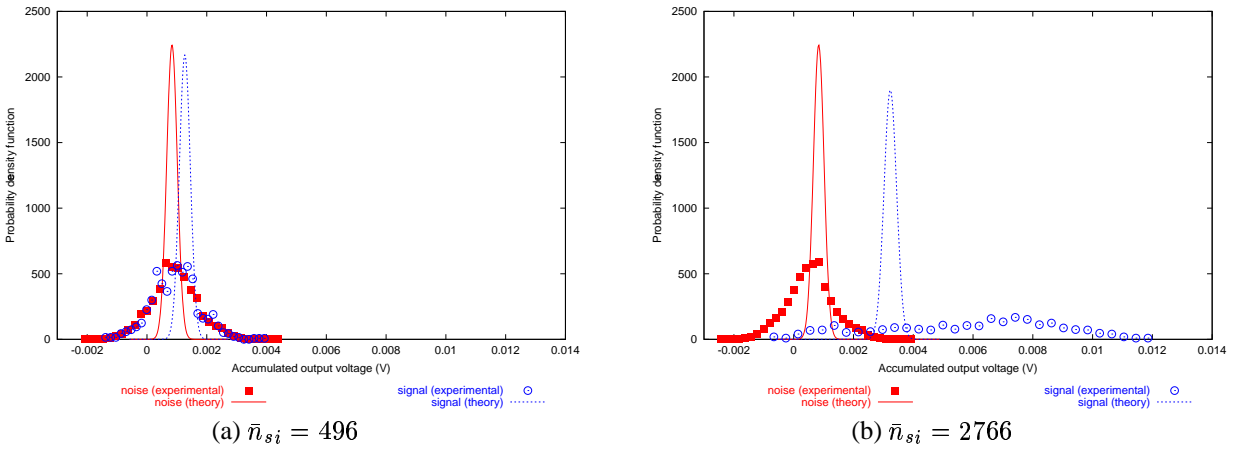 2500
2000
1500
1000
500
0
Probability density function
-0.002 0 0.002 0.004 0.006 0.008 0.01 0.012 0.014
Accumulated output voltage (V)
noise (experimental)
noise (theory)
signal (experimental)
signal (theory)
(a) n̄si = 496
2500
2000
1500
1000
500
0
Probability density function
-0.002 0 0.002 0.004 0.006 0.008 0.01 0.012 0.014
Accumulated output voltage (V)
noise (experimental)
noise (theory)
signal (experimental)
signal (theory)
(b) n̄si = 2766